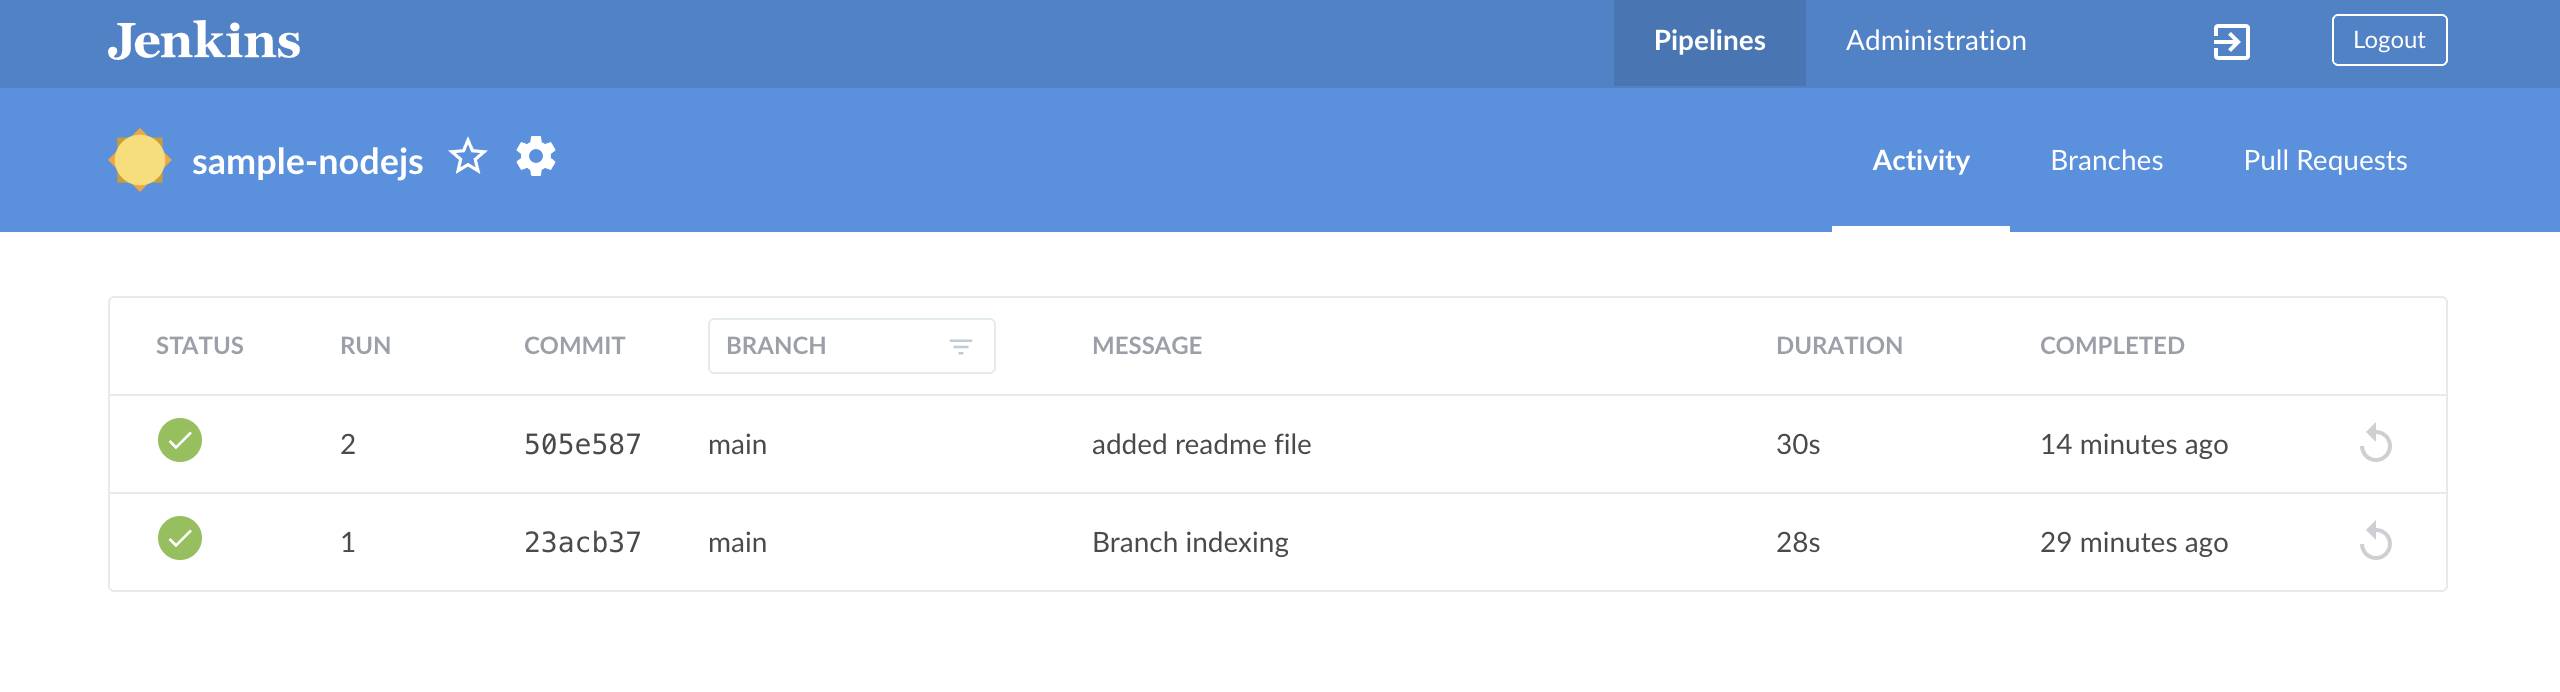 Jenkins Pipelines Administration Logout
sample-nodejs Activity Branches Pull Requests
STATUS RUN COMMIT BRANCH MESSAGE DURATION COMPLETED
2 505e587 main added readme file 30s 14 minutes ago
1 23acb37 main Branch indexing 28s 29 minutes ago